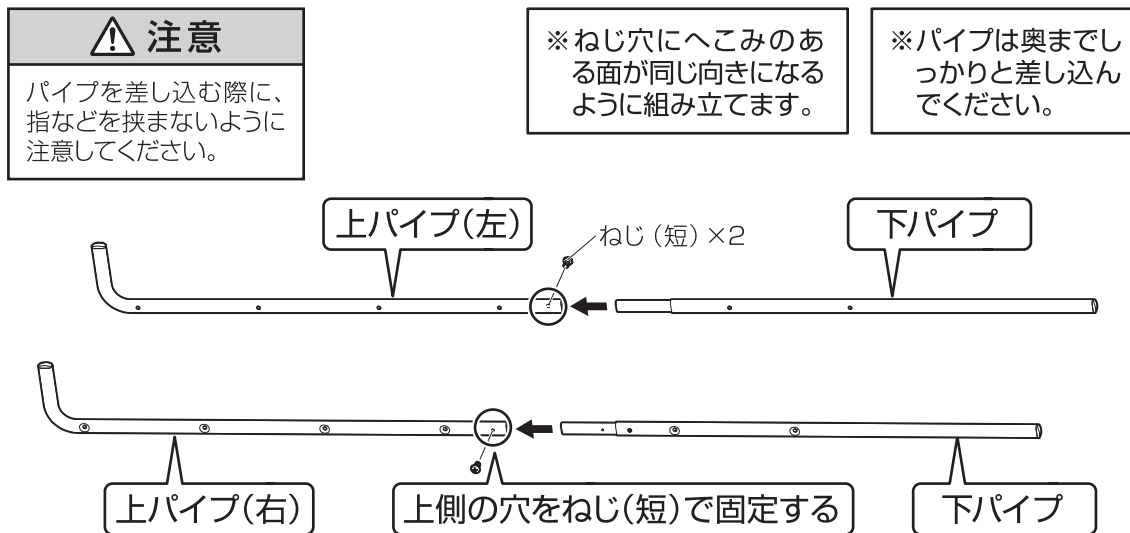 注意
パイプを差し込む際に、
指などを挟まないように
注意してください。
※ねじ穴にへこみのあ
る面が同じ向きになる
ように組み立てます。
※パイプは奥までし
っかりと差し込ん
でください。
上パイプ(左)
ねじ(短)×2
下パイプ
上パイプ(右)
上側の穴をねじ(短)で固定する
下パイプ